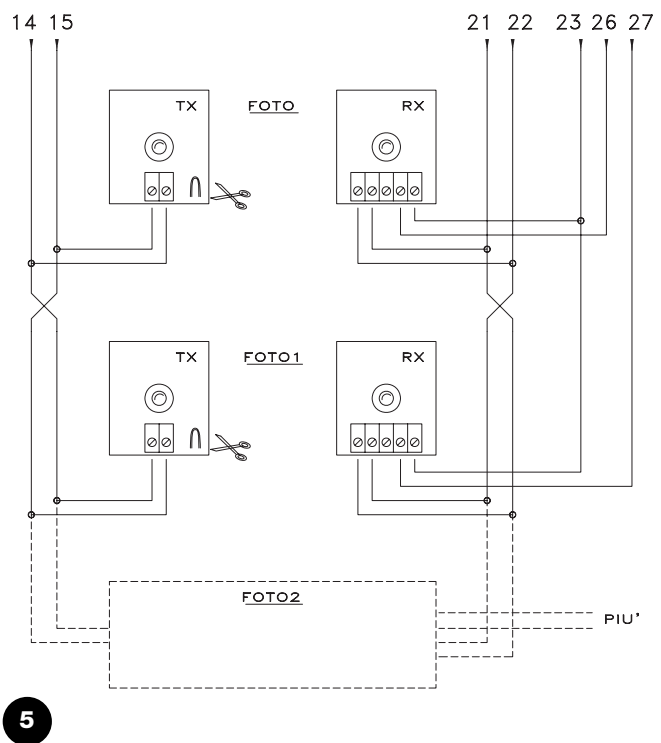 14 15 21 22 23 26 27
TX FOTO RX
TX FOTO1 RX
FOTO2
PIU'
5